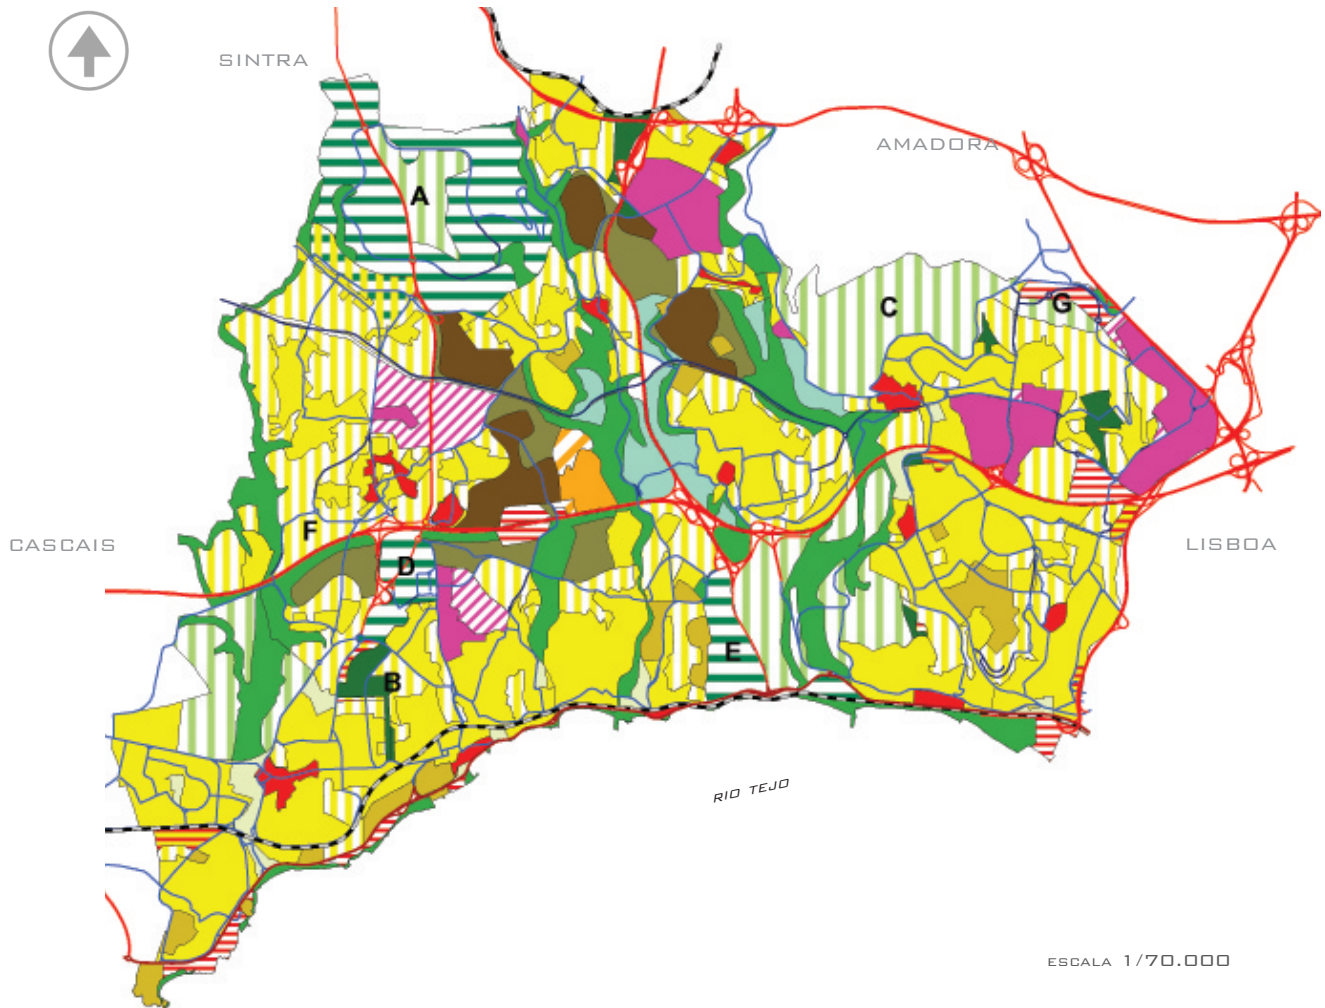 SINTRA
AMADORA
A
C
G
F
CASCAIS
LISBOA
D
E
B
RIO TEJO
ESCALA 1/70.000